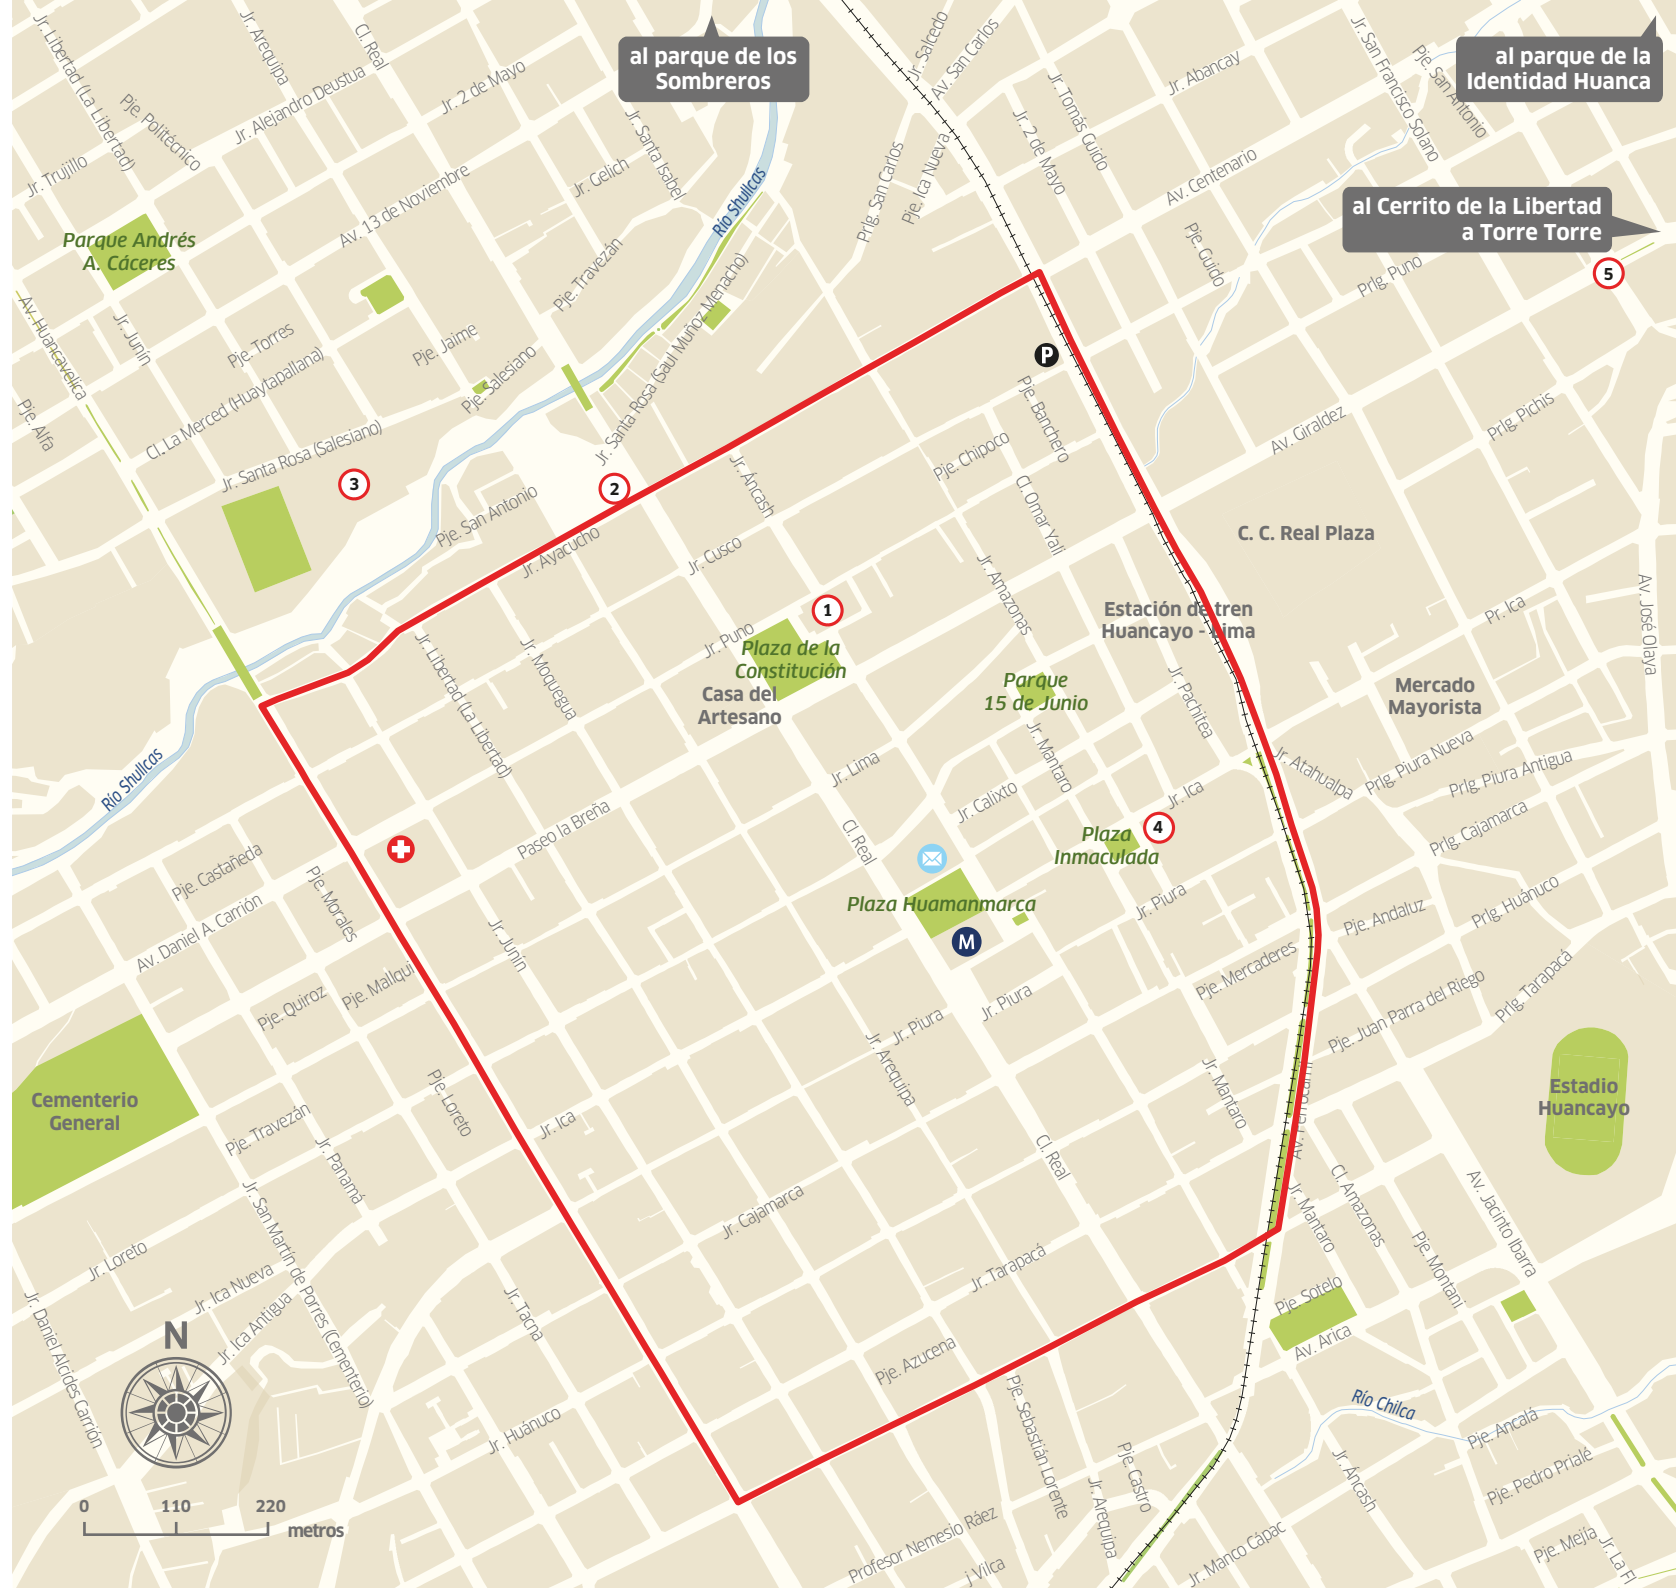 al parque de los
Sombreros
al parque de la
Identidad Huanca
al Cerrito de la Libertad
a Torre Torre
Jr. Libertad (La Libertad)
Jr. Arequipa
Cl. Real
Jr. Alejandro Deustua
Jr. 2 de Mayo
Pje. Politécnico
Jr. Trujillo
Av. 13 de Noviembre
Jr. Gelich
Jr. Santa Isabel
Río Shullcas
Jr. Salcedo
Av. San Carlos
Prlg. San Carlos
Pje. Ica Nueva
Jr. 2 de Mayo
Jr. Tomás Guido
Jr. Abancay
Av. Centenario
Jr. San Francisco Solano
Pje. San Antonio
Pje. Guido
Prlg. Puno
5
Parque Andrés
A. Cáceres
Av. Huancavelica
Jr. Junín
Pje. Torres
Pje. Jaime
Pje. Travezán
Pje. Salesiano
Jr. Santa Rosa (Saul Muñoz Menacho)
Cl. La Merced (Huaytapallana)
Jr. Santa Rosa (Salesiano)
Pje. Alfa
3
2
Pje. San Antonio
Jr. Ayacucho
Jr. Áncash
Jr. Cusco
P
Pje. Banchero
Pje. Chipoco
Cl. Omar Yali
Av. Giraldez
Prlg. Pichis
C. C. Real Plaza
Jr. Amazonas
Estación de tren
Huancayo - Lima
Pr. Ica
Av. José Olaya
1
Jr. Puno
Plaza de la
Constitución
Casa del
Artesano
Parque
15 de Junio
Jr. Pachitea
Mercado
Mayorista
Jr. Libertad (La Libertad)
Jr. Moquegua
Jr. Mantaro
Jr. Atahualpa
Prlg. Piura Nueva
Prlg. Piura Antigua
Prlg. Cajamarca
Río Shullcas
Jr. Lima
Jr. Calixto
Jr. Ica
4
Plaza
Inmaculada
Paseo la Breña
Cl. Real
Pje. Castañeda
Pje. Morales
Av. Daniel A. Carrión
Plaza Huamanmarca
M
Jr. Piura
Pje. Andaluz
Prlg. Huánuco
Jr. Junín
Pje. Mallqui
Pje. Quiroz
Pje. Mercaderes
Prlg. Tarapacá
Pje. Juan Parra del Riego
Jr. Piura
Jr. Piura
Jr. Arequipa
Jr. Mantaro
Av. Ferrocarril
Estadio
Huancayo
Cementerio
General
Pje. Loreto
Pje. Travezán
Jr. Ica
Jr. Panamá
Cl. Real
Jr. Cajamarca
Jr. Mantaro
Cl. Amazonas
Av. Jacinto Ibarra
Jr. San Martín de Porres (Cementerio)
Jr. Loreto
Jr. Ica Nueva
Jr. Ica Antigua
Jr. Tarapacá
Pje. Montani
Pje. Sotelo
Av. Arica
Jr. Daniel Alcides Carrión
Jr. Tacna
Pje. Azucena
Pje. Sebastián Lorente
Río Chilca
Pje. Ancalá
N
Jr. Huánuco
Pje. Castro
Jr. Arequipa
Jr. Áncash
Pje. Pedro Prialé
0 110 220
metros
Profesor Nemesio Ráez
j Vilca
Jr. Manco Cápac
Pje. Mejía
Jr. La Fl